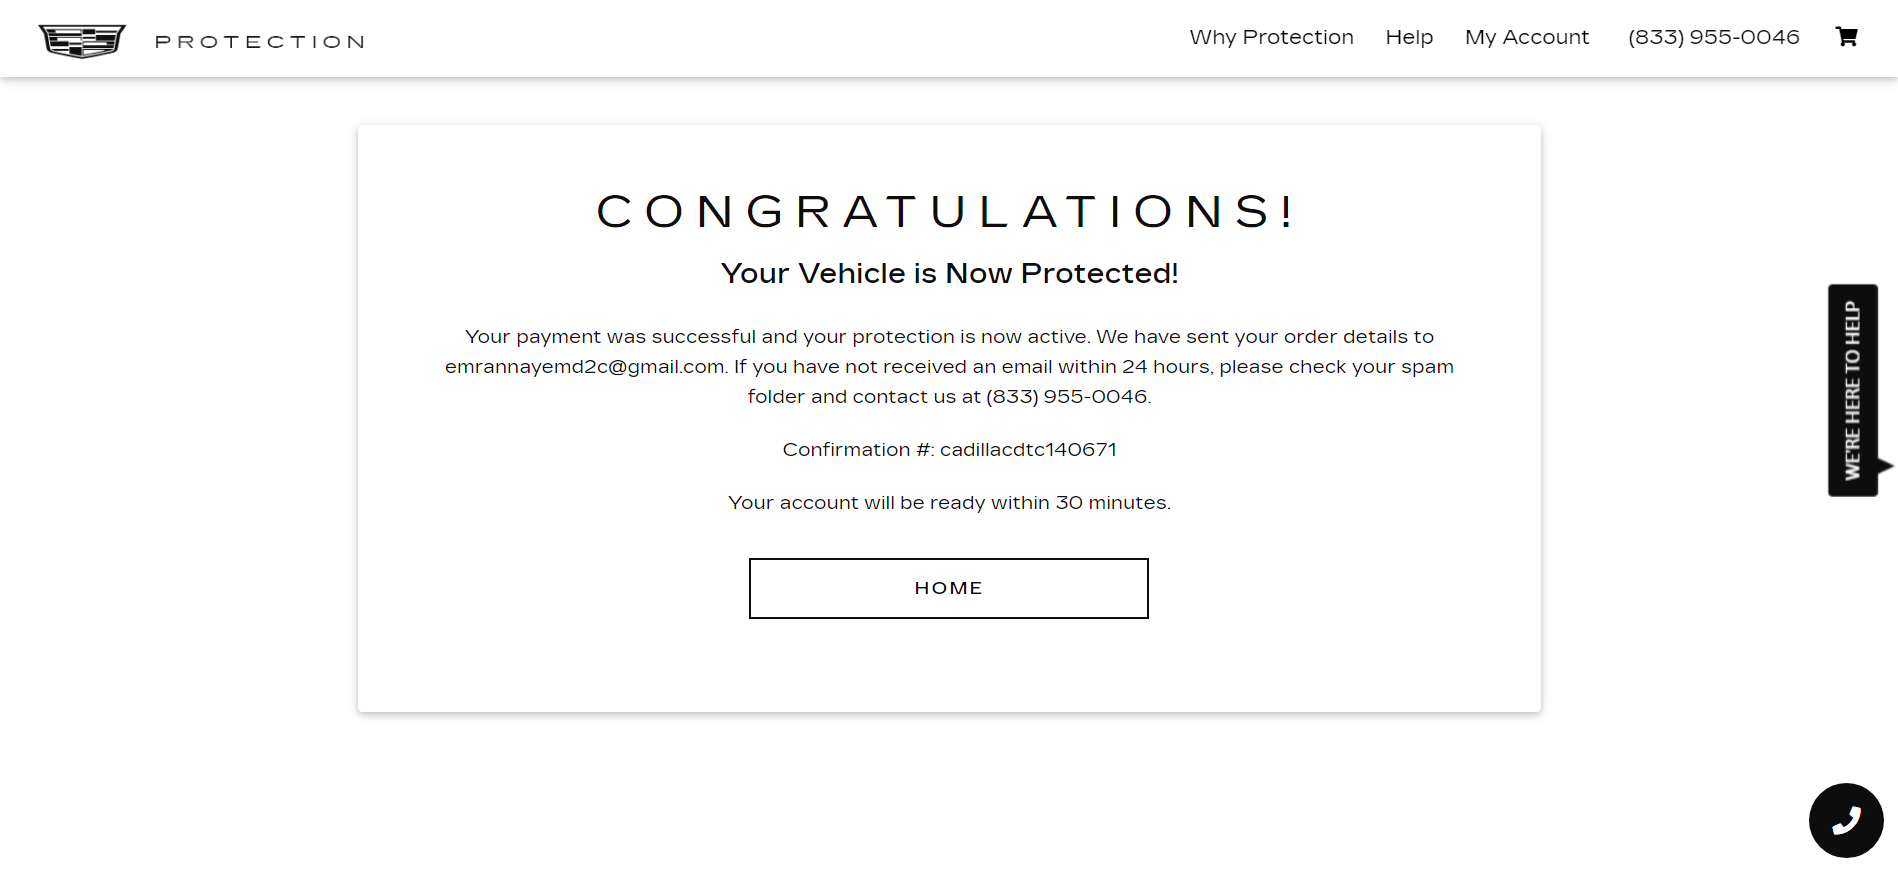 PROTECTION
Why Protection
Help
My Account
(833) 955-0046
CONGRATULATIONS!
Your Vehicle is Now Protected!
Your payment was successful and your protection is now active. We have sent your order details to
emrannayemd2c@gmail.com. If you have not received an email within 24 hours, please check your spam
folder and contact us at (833) 955-0046.
Confirmation #: cadillacdtc140671
Your account will be ready within 30 minutes.
HOME
WE'RE HERE TO HELP